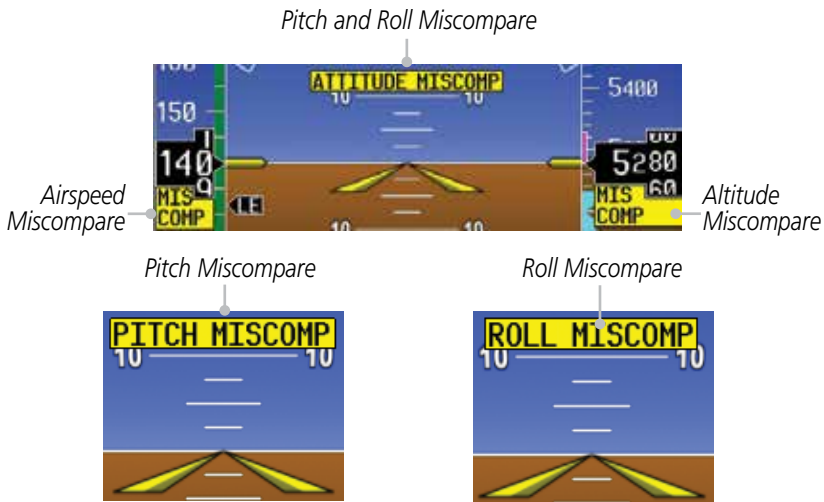 Pitch and Roll Miscompare
ATTITUDE MISCOMP
10 10
5400
150
140
5280
60
9
MIS
COMP
LE
MIS
COMP
10 10
Airspeed
Miscompare
Altitude
Miscompare
Pitch Miscompare
Roll Miscompare
PITCH MISCOMP
10 10
ROLL MISCOMP
10 10